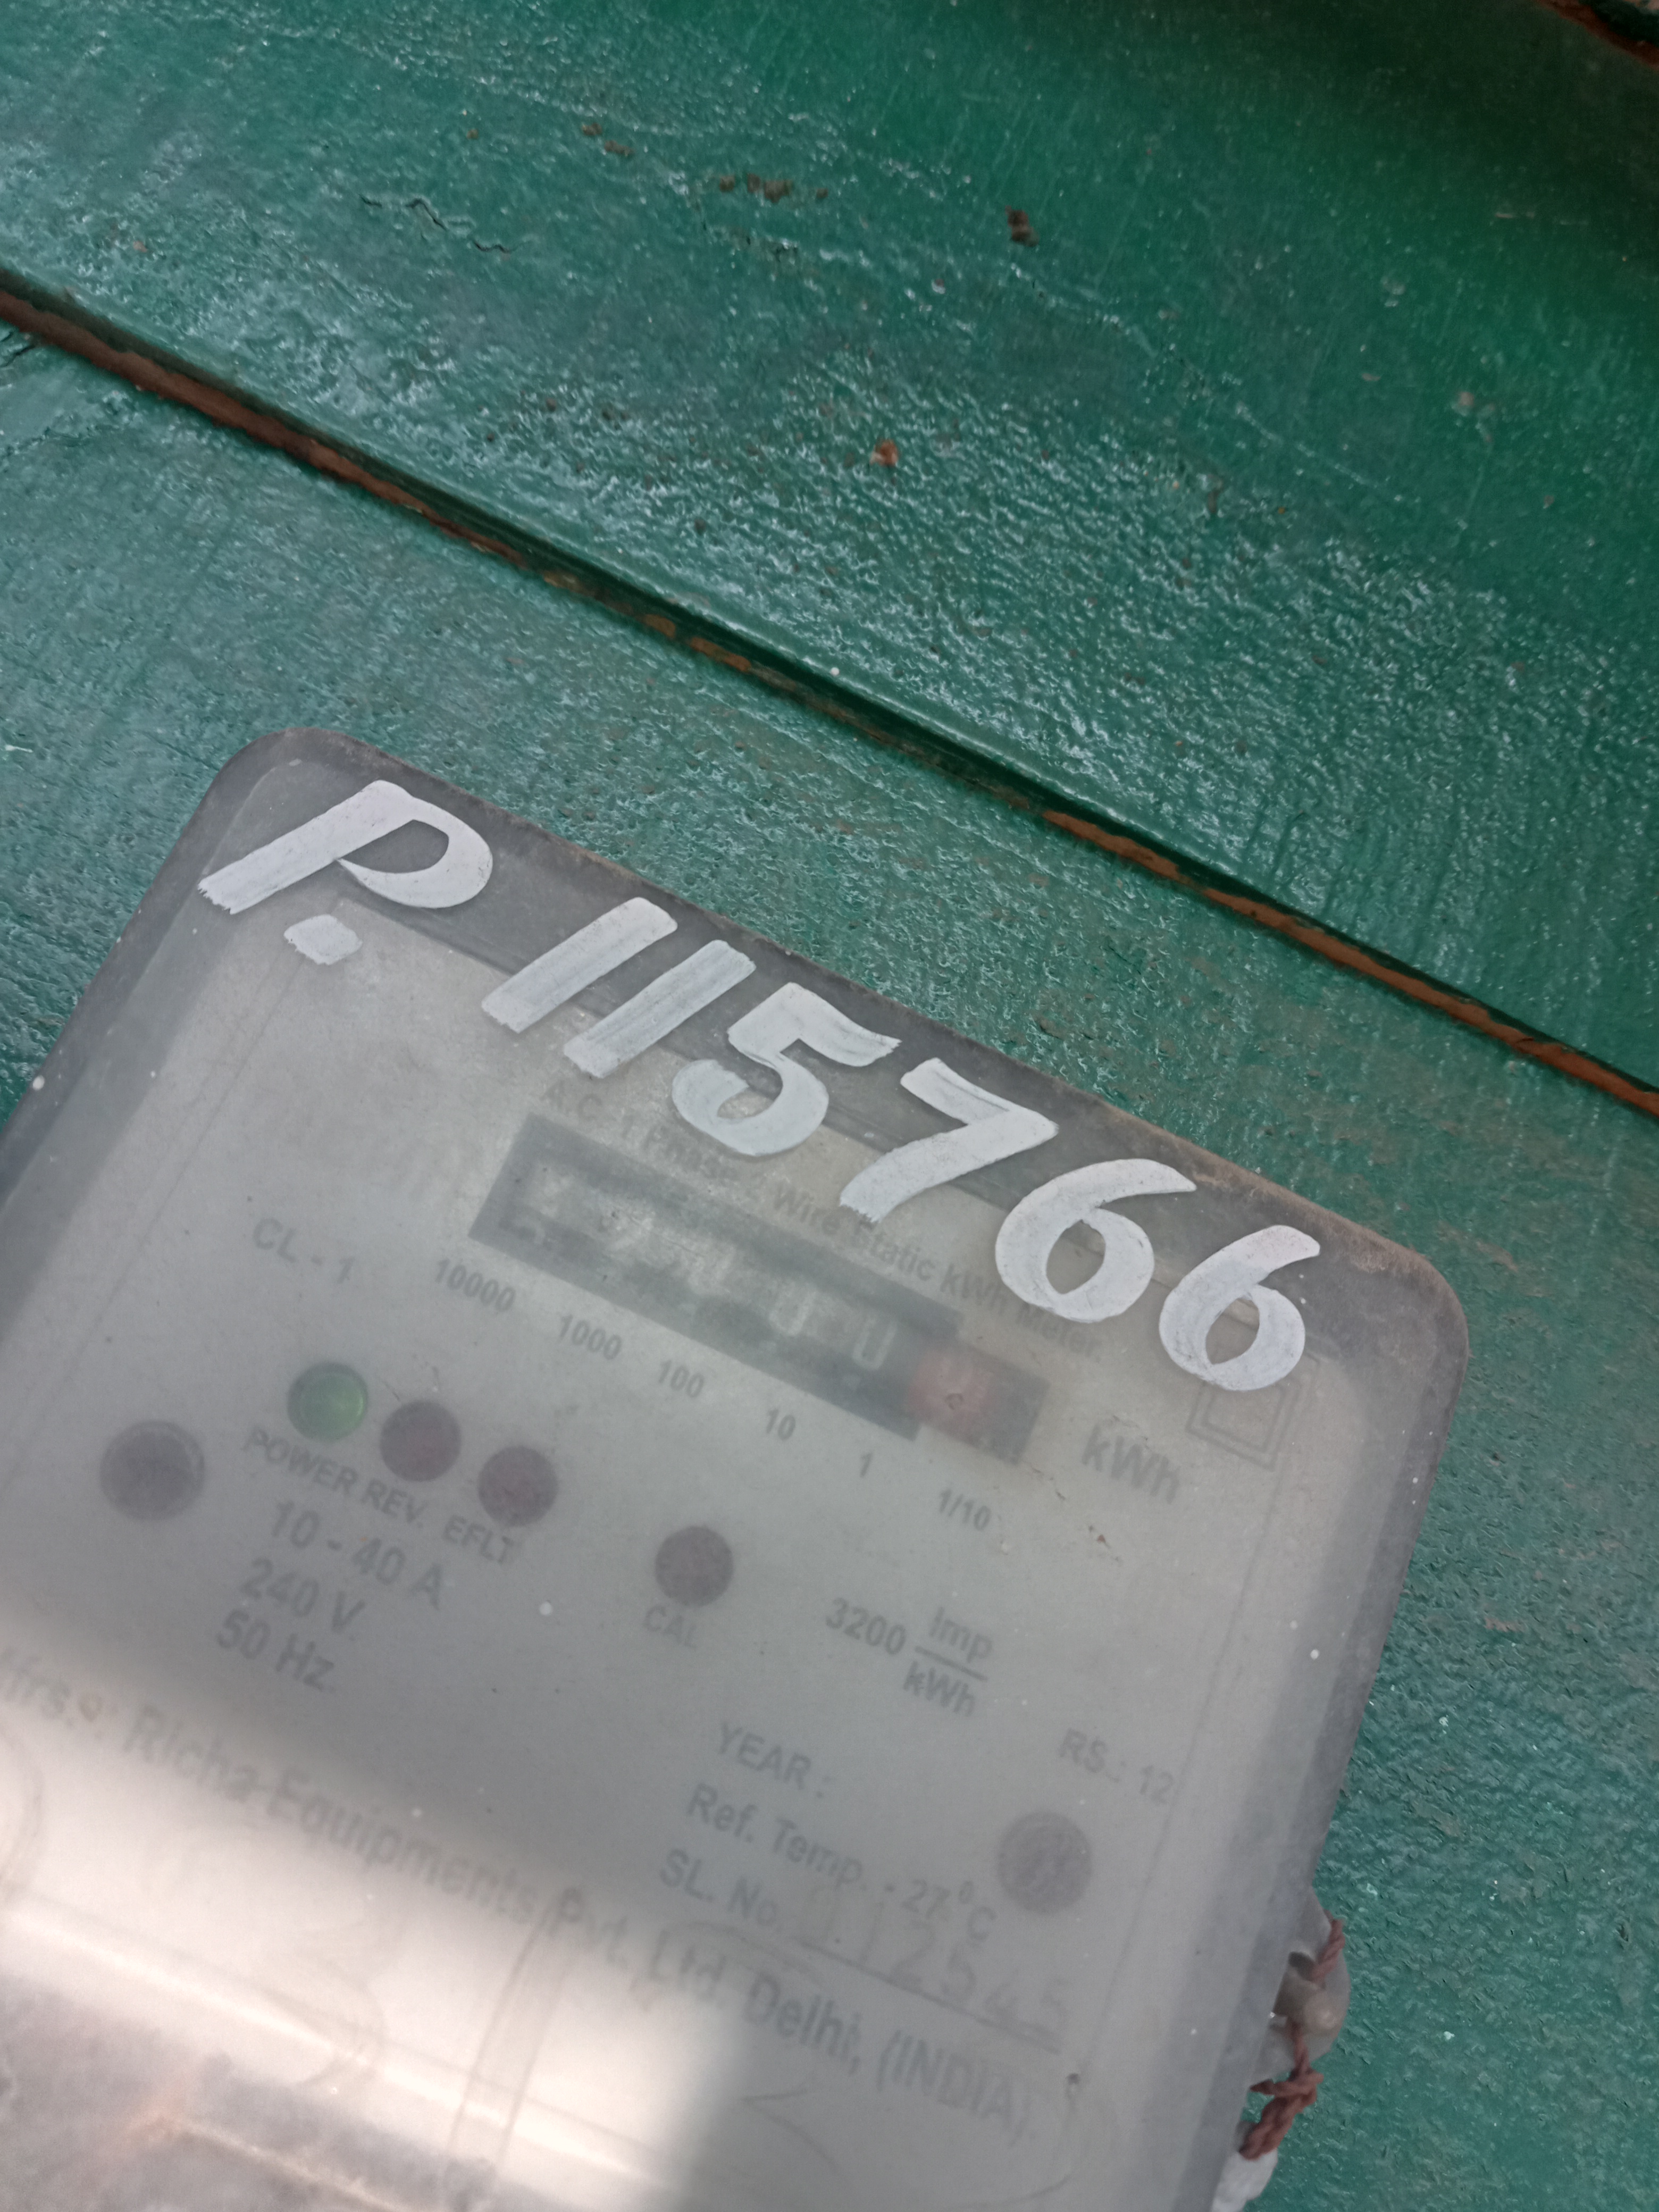 P. 115766
A.C. 1 Phase 2 Wire Static kWh Meter.
CL - 1
10000 1000 100 10 1 1/10 kWh
POWER REV. EFLT
CAL
10 - 40 A
240 V.
50 Hz.
3200 Imp/kWh
YEAR :
RS.: 12
Ref. Temp. - 27°C
SL. No.
Mfrs.: Richa Equipments Pvt. Ltd. Delhi, (INDIA)